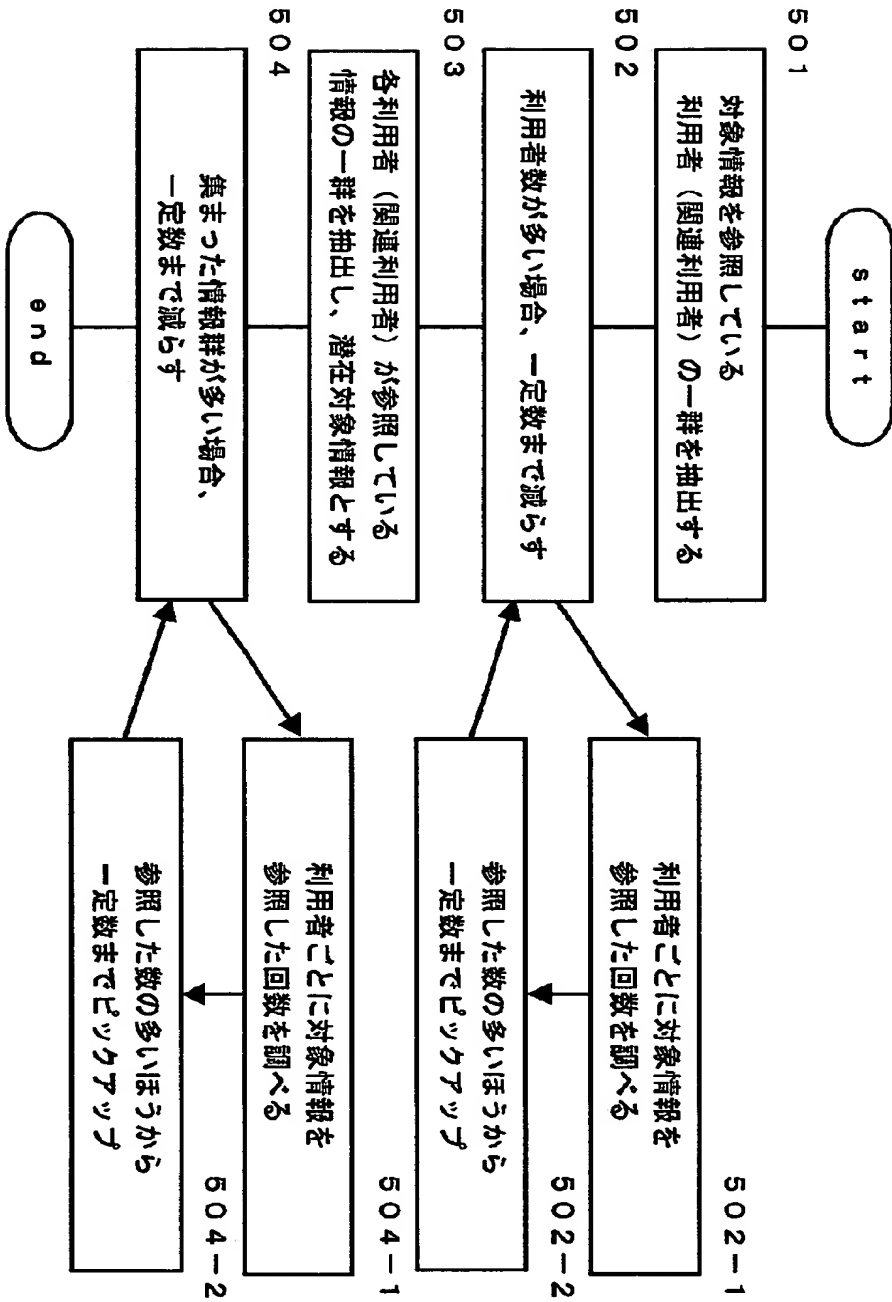 start
501
対象情報を参照している
利用者（関連利用者）の一群を抽出する
502
利用者数が多い場合、一定数まで減らす
502－1
利用者ごとに対象情報を
参照した回数を調べる
502－2
参照した数の多いほうから
一定数までピックアップ
503
各利用者（関連利用者）が参照している
情報の一群を抽出し、潜在対象情報とする
504
集まった情報群が多い場合、
一定数まで減らす
504－1
利用者ごとに対象情報を
参照した回数を調べる
504－2
参照した数の多いほうから
一定数までピックアップ
end